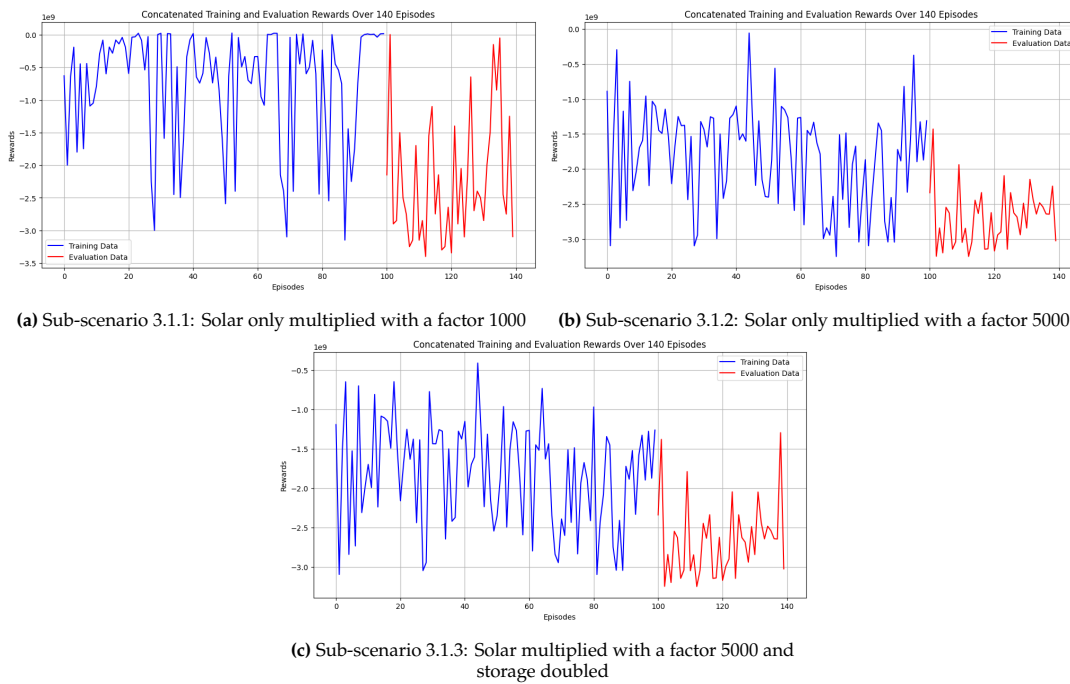 Concatenated Training and Evaluation Rewards Over 140 Episodes
1e9
0.0
−0.5
−1.0
−1.5
−2.0
−2.5
−3.0
−3.5
Rewards
Training Data
Evaluation Data
0 20 40 60 80 100 120 140
Episodes
(a) Sub-scenario 3.1.1: Solar only multiplied with a factor 1000
Concatenated Training and Evaluation Rewards Over 140 Episodes
1e9
Training Data
Evaluation Data
0.0
−0.5
−1.0
−1.5
−2.0
−2.5
−3.0
Rewards
0 20 40 60 80 100 120 140
Episodes
(b) Sub-scenario 3.1.2: Solar only multiplied with a factor 5000
Concatenated Training and Evaluation Rewards Over 140 Episodes
1e9
Training Data
Evaluation Data
−0.5
−1.0
−1.5
−2.0
−2.5
−3.0
Rewards
0 20 40 60 80 100 120 140
Episodes
(c) Sub-scenario 3.1.3: Solar multiplied with a factor 5000 and
storage doubled